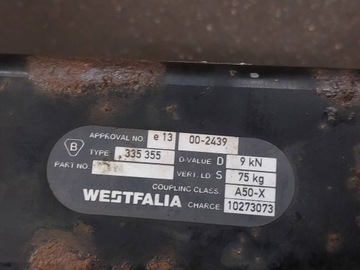 APPROVAL NO. e 13 00-2439
B TYPE 335 355 D-VALUE D 9 kN
PART NO VERT. LD S 75 kg
COUPLING CLASS. A50-X
WESTFALIA CHARGE 10273073